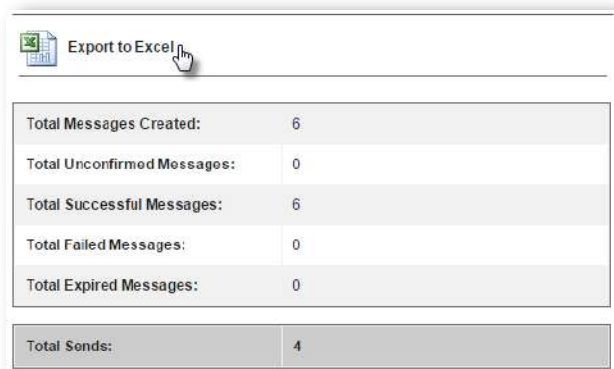 Export to Excel
Total Messages Created: 6
Total Unconfirmed Messages: 0
Total Successful Messages: 6
Total Failed Messages: 0
Total Expired Messages: 0
Total Sends: 4